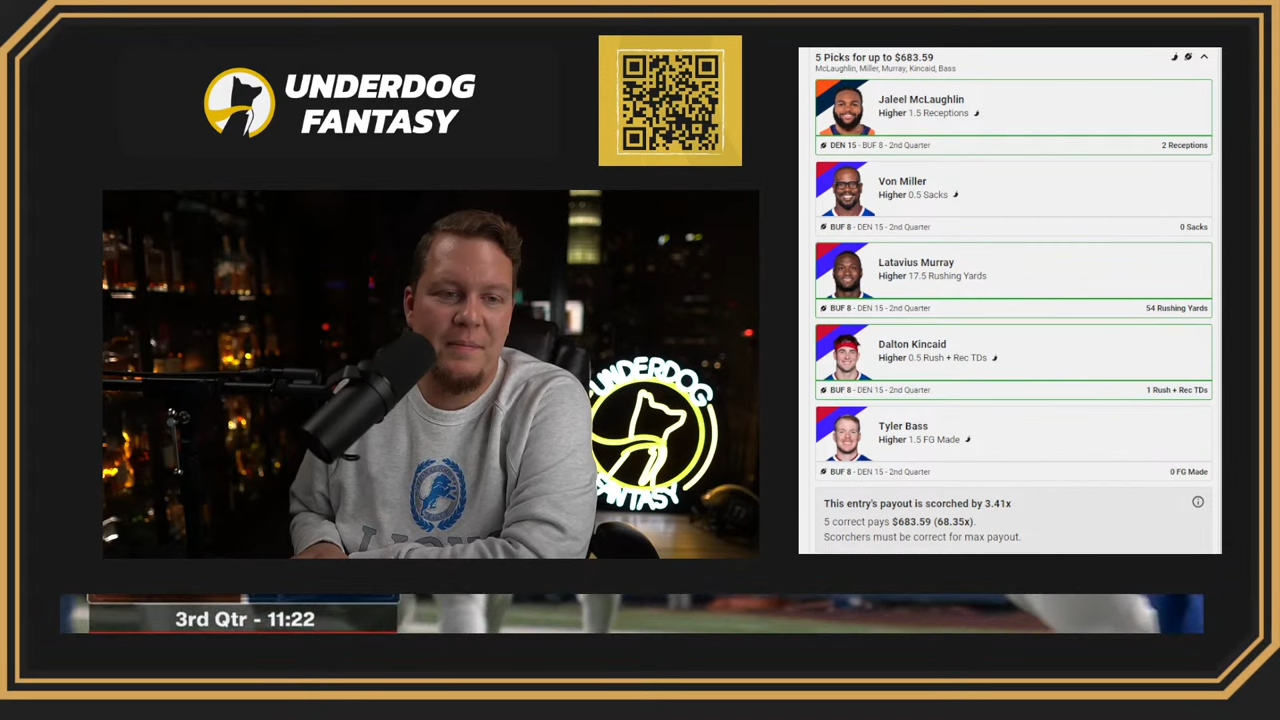 UNDERDOG
FANTASY
5 Picks for up to $683.59
McLaughlin, Miller, Murray, Kincaid, Bass
Jaleel McLaughlin
Higher 1.5 Receptions
DEN 15 - BUF 8 - 2nd Quarter
2 Receptions
Von Miller
Higher 0.5 Sacks
BUF 8 - DEN 15 - 2nd Quarter
0 Sacks
Latavius Murray
Higher 17.5 Rushing Yards
BUF 8 - DEN 15 - 2nd Quarter
54 Rushing Yards
Dalton Kincaid
Higher 0.5 Rush + Rec TDs
BUF 8 - DEN 15 - 2nd Quarter
1 Rush + Rec TDs
Tyler Bass
Higher 1.5 FG Made
BUF 8 - DEN 15 - 2nd Quarter
0 FG Made
This entry's payout is scorched by 3.41x
5 correct pays $683.59 (68.35x).
Scorchers must be correct for max payout.
UNDERDOG
FANTASY
LIONS
3rd Qtr - 11:22